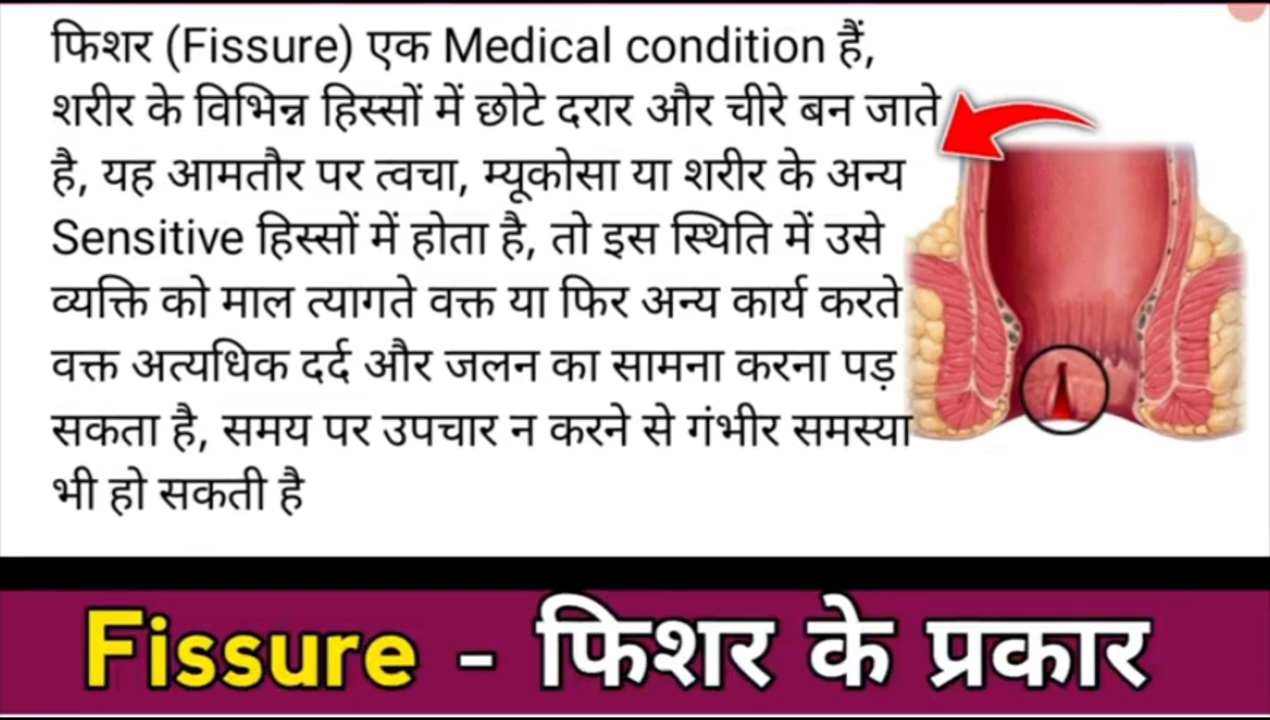 फिशर (Fissure) एक Medical condition हैं,
शरीर के विभिन्न हिस्सों में छोटे दरार और चीरे बन जाते
है, यह आमतौर पर त्वचा, म्यूकोसा या शरीर के अन्य
Sensitive हिस्सों में होता है, तो इस स्थिति में उसे
व्यक्ति को माल त्यागते वक्त या फिर अन्य कार्य करते
वक्त अत्यधिक दर्द और जलन का सामना करना पड़
सकता है, समय पर उपचार न करने से गंभीर समस्या
भी हो सकती है
Fissure - फिशर के प्रकार